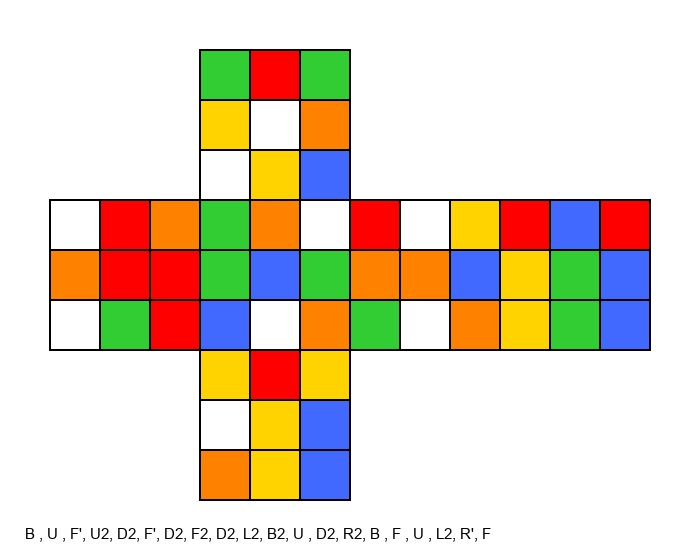 B , U , F', U2, D2, F', D2, F2, D2, L2, B2, U , D2, R2, B , F , U , L2, R', F